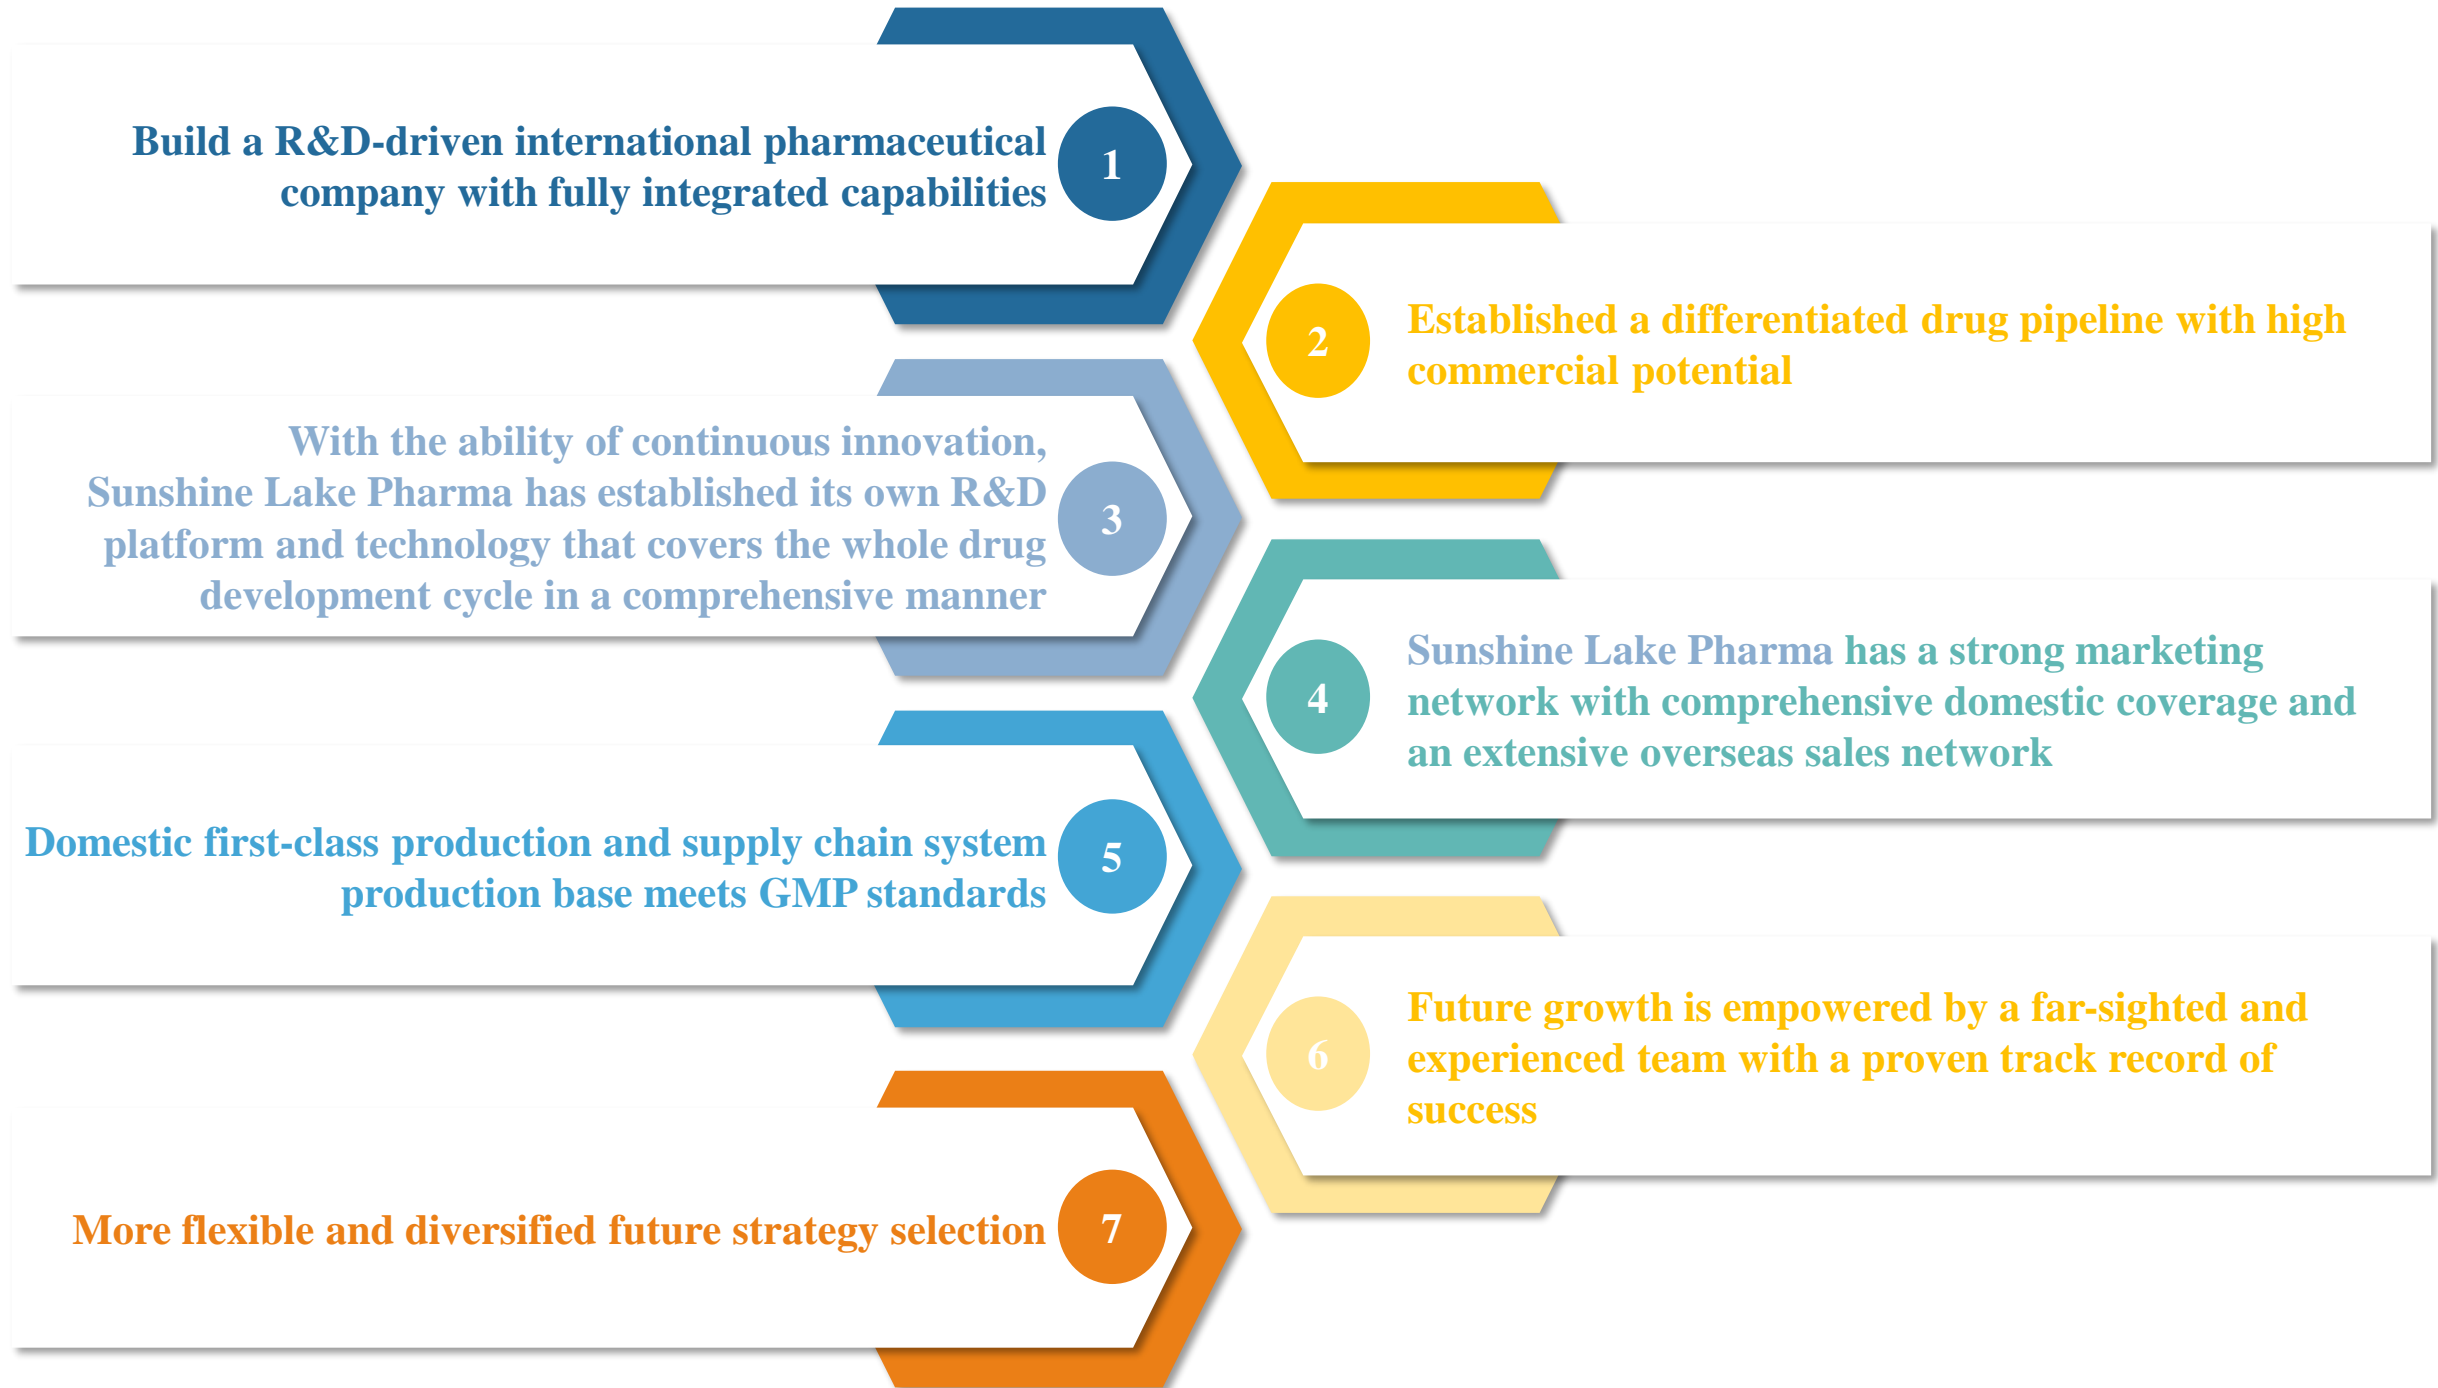 Build a R&D-driven international pharmaceutical
company with fully integrated capabilities
1
2
Established a differentiated drug pipeline with high
commercial potential
With the ability of continuous innovation,
Sunshine Lake Pharma has established its own R&D
platform and technology that covers the whole drug
development cycle in a comprehensive manner
3
4
Sunshine Lake Pharma has a strong marketing
network with comprehensive domestic coverage and
an extensive overseas sales network
Domestic first-class production and supply chain system
production base meets GMP standards
5
6
Future growth is empowered by a far-sighted and
experienced team with a proven track record of
success
More flexible and diversified future strategy selection
7